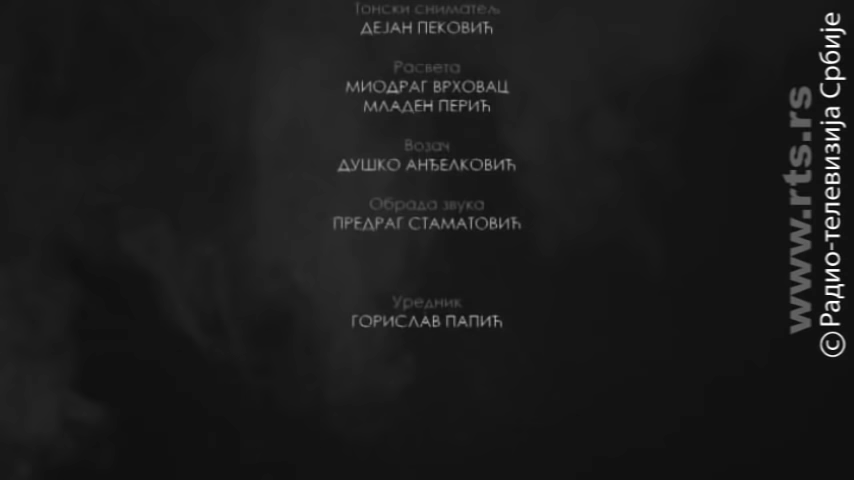 Тонски сниматељ
ДЕЈАН ПЕКОВИЋ
Расвета
МИОДРАГ ВРХОВАЦ
МЛАДЕН ПЕРИЋ
Возач
ДУШКО АНЂЕЛКОВИЋ
Обрада звука
ПРЕДРАГ СТАМАТОВИЋ
Уредник
ГОРИСЛАВ ПАПИЋ
www.rts.rs
©Радио-телевизија Србије